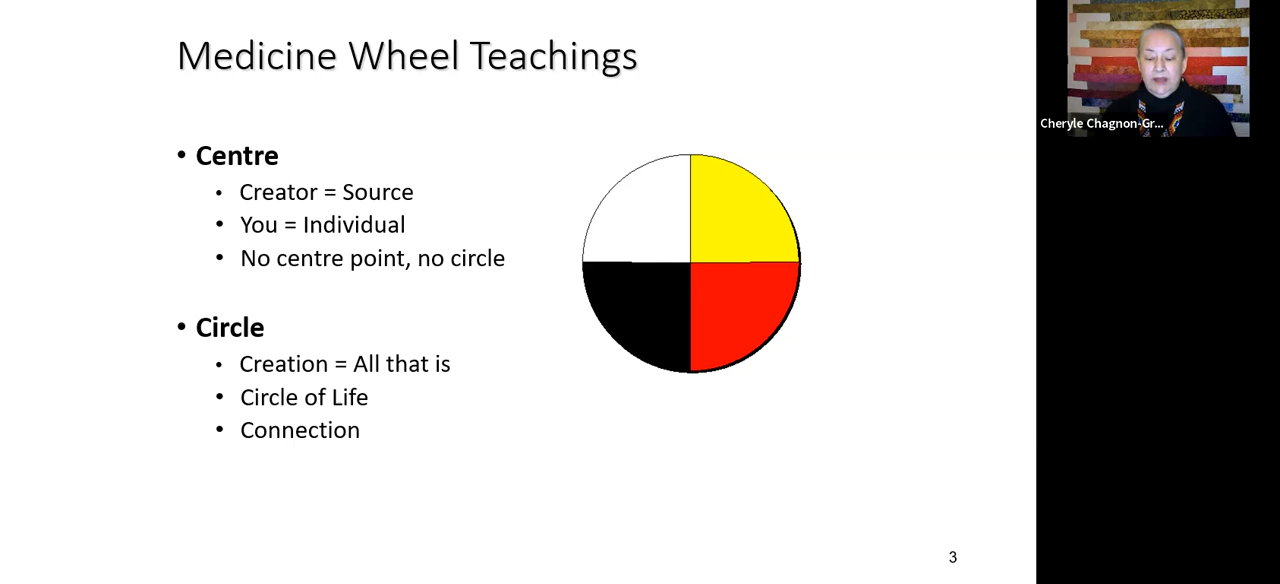 Medicine Wheel Teachings
• Centre
• Creator = Source
• You = Individual
• No centre point, no circle
• Circle
• Creation = All that is
• Circle of Life
• Connection
3
Cheryle Chagnon-Gr...